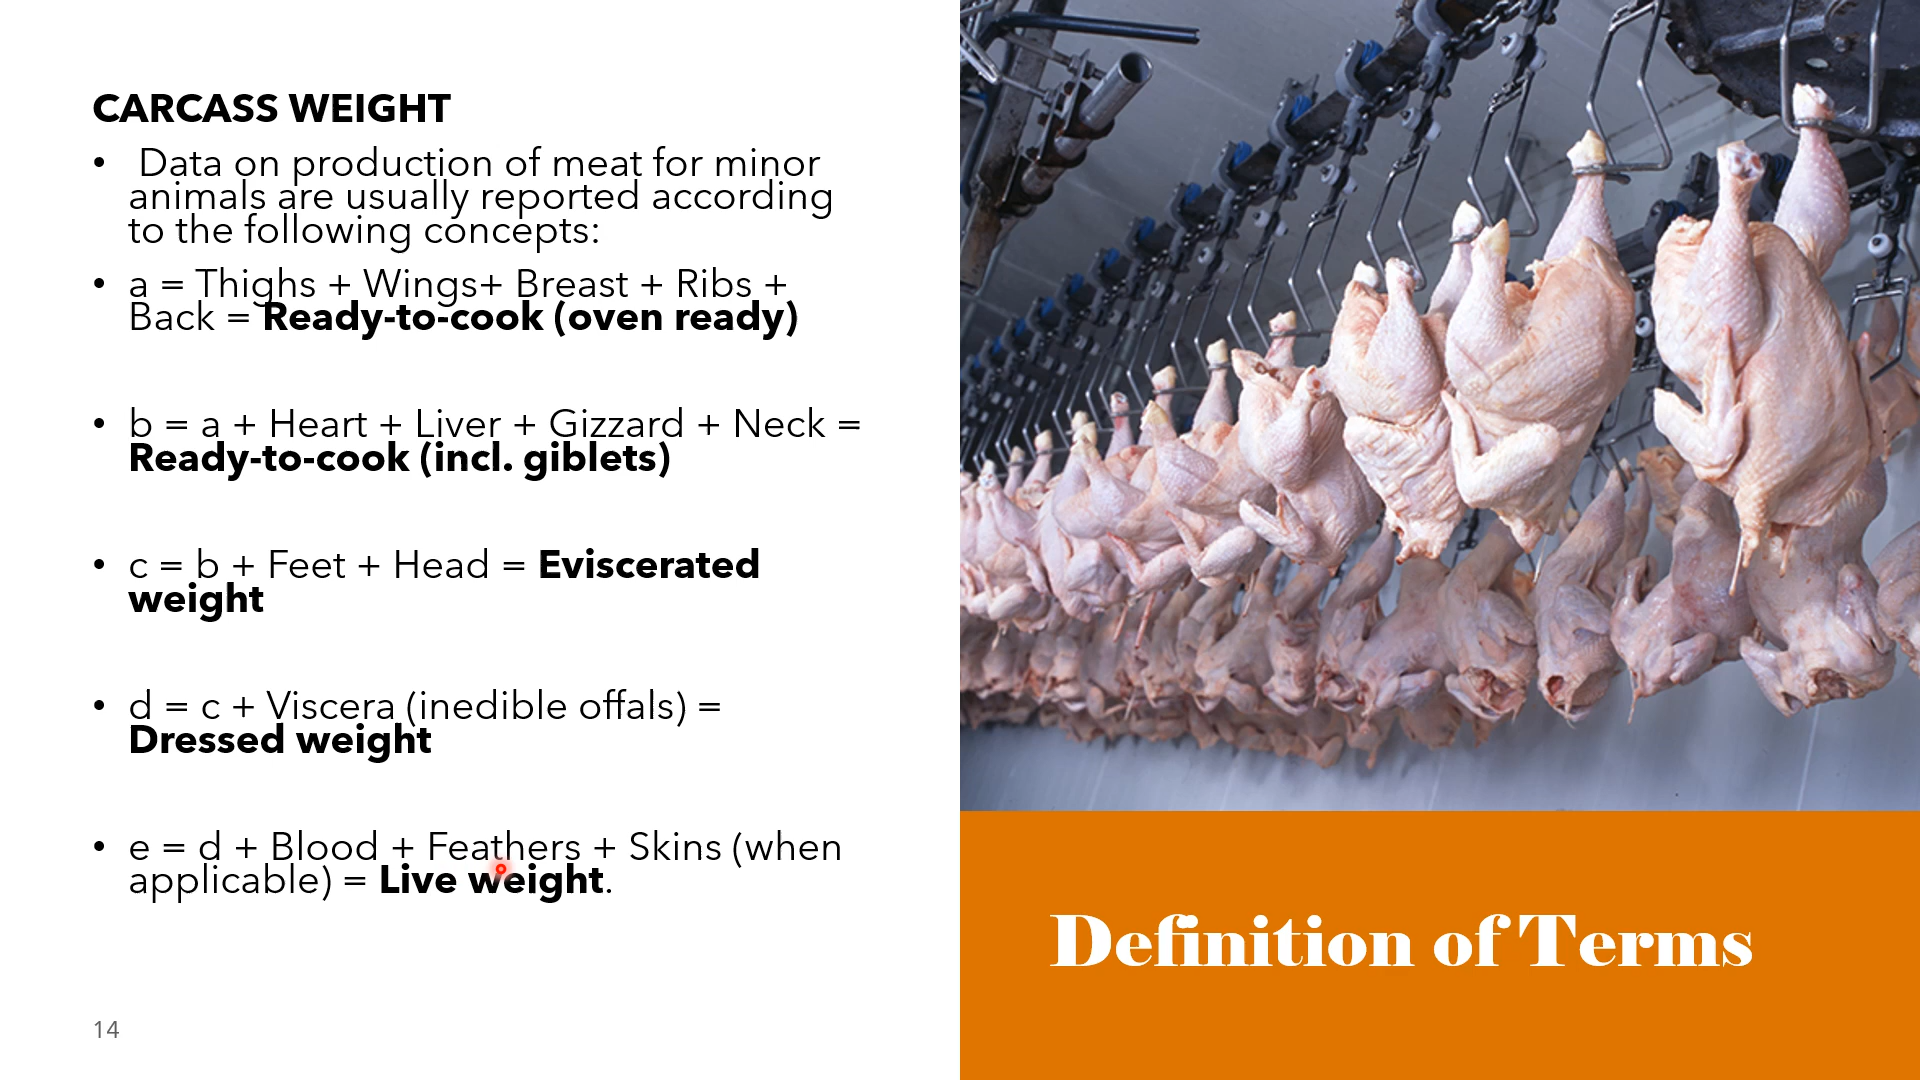 CARCASS WEIGHT
• Data on production of meat for minor
animals are usually reported according
to the following concepts:
• a = Thighs + Wings+ Breast + Ribs +
Back = Ready-to-cook (oven ready)
• b = a + Heart + Liver + Gizzard + Neck =
Ready-to-cook (incl. giblets)
• c = b + Feet + Head = Eviscerated
weight
• d = c + Viscera (inedible offals) =
Dressed weight
• e = d + Blood + Feathers + Skins (when
applicable) = Live weight.
Definition of Terms
14